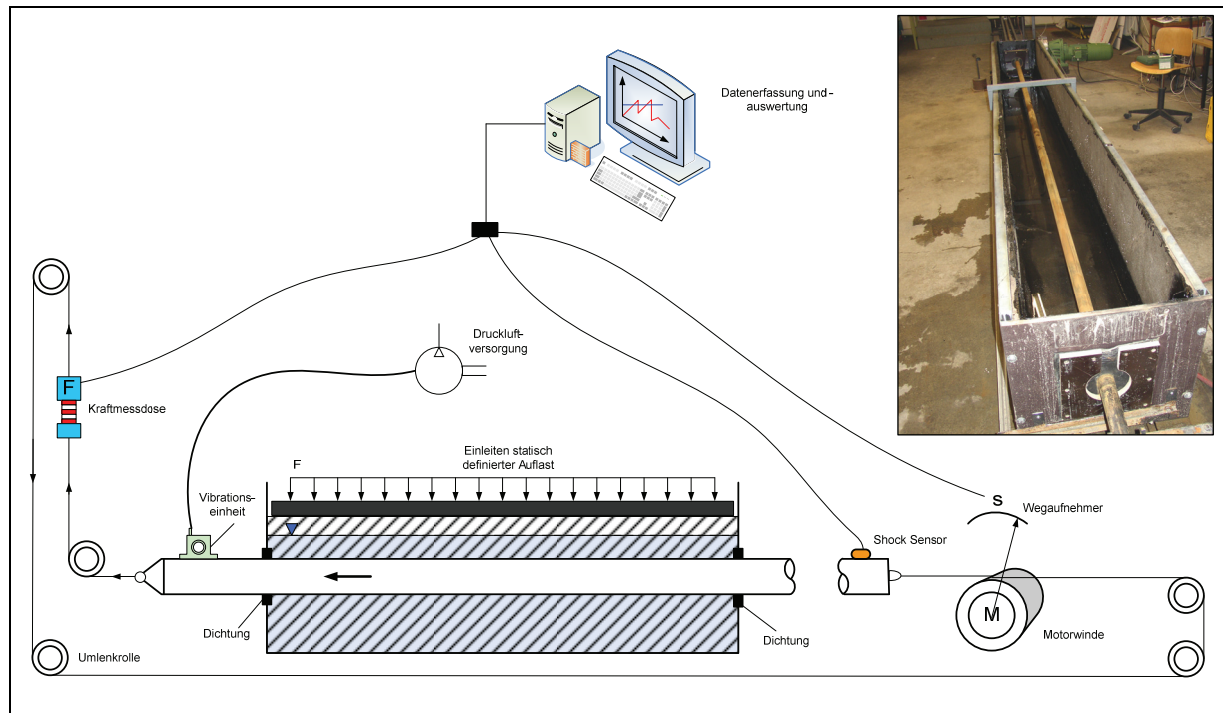 Datenerfassung und-
auswertung
Druckluft-
versorgung
F
Kraftmessdose
Einleiten statisch
definierter Auflast
F
Vibrations-
einheit
S
Wegaufnehmer
Shock Sensor
M
Motorwinde
Dichtung
Dichtung
Umlenkrolle